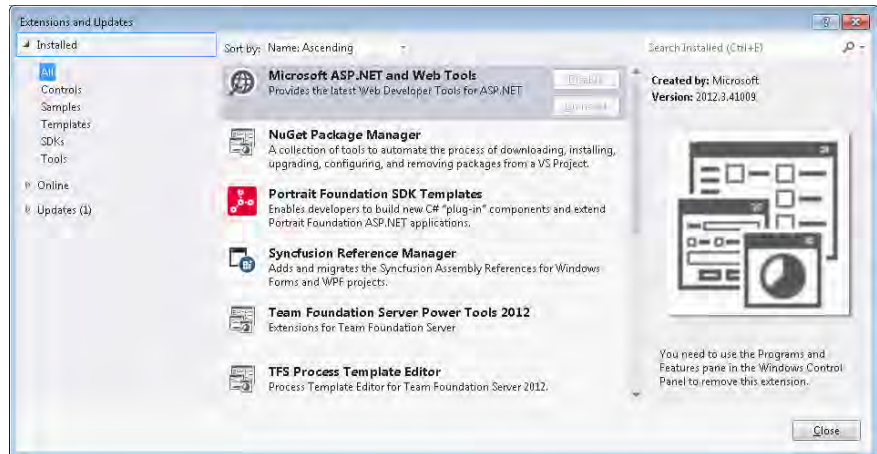 Extensions and Updates
Installed
Sort by: Name: Ascending
Search Installed (Ctrl+E)
All
Controls
Samples
Templates
SDKs
Tools
Online
Updates (1)
Microsoft ASP.NET and Web Tools
Provides the latest Web Developer Tools for ASP.NET
Disable
Uninstall
NuGet Package Manager
A collection of tools to automate the process of downloading, installing,
upgrading, configuring, and removing packages from a VS Project.
Portrait Foundation SDK Templates
Enables developers to build new C# "plug-in" components and extend
Portrait Foundation ASP.NET applications.
Syncfusion Reference Manager
Adds and migrates the Syncfusion Assembly References for Windows
Forms and WPF projects.
Team Foundation Server Power Tools 2012
Extensions for Team Foundation Server
TFS Process Template Editor
Process Template Editor for Team Foundation Server 2012.
Created by: Microsoft
Version: 2012.3.41009
You need to use the Programs and
Features pane in the Windows Control
Panel to remove this extension.
Close